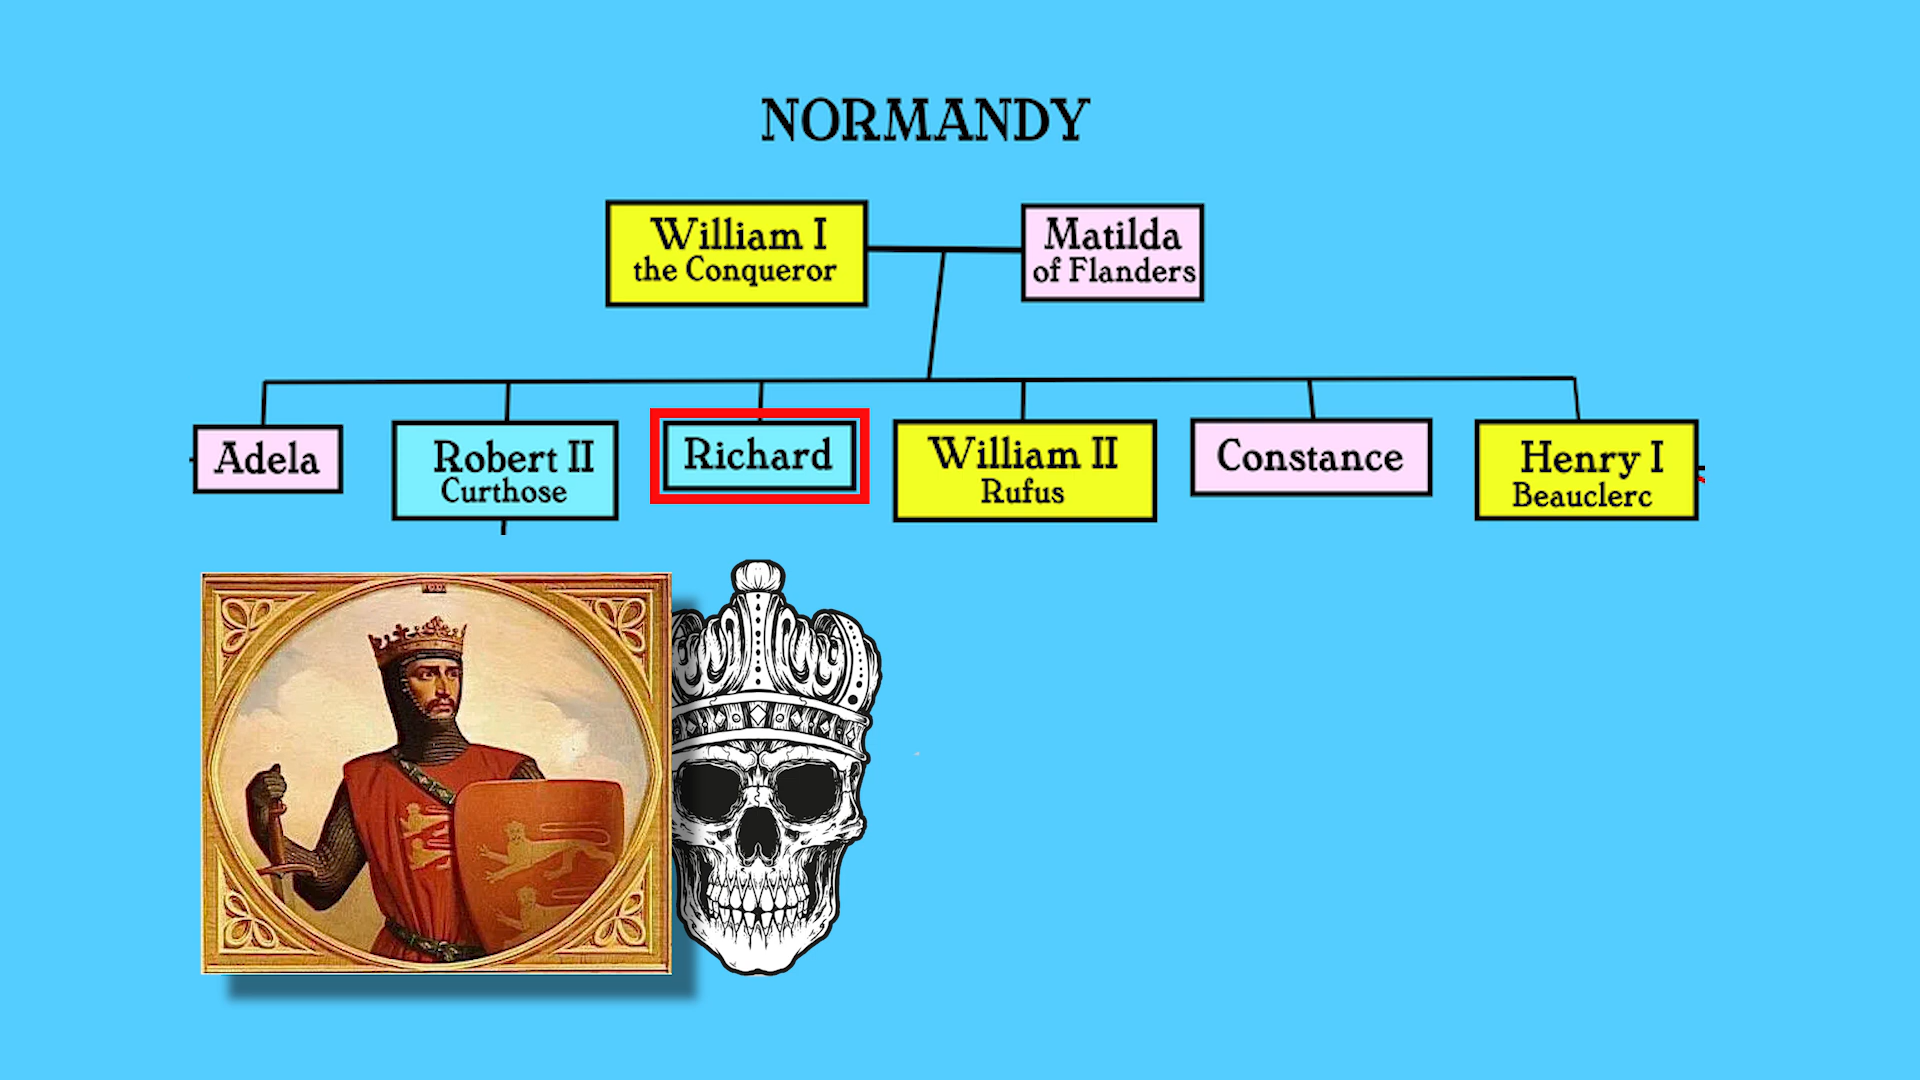 NORMANDY
William I
the Conqueror
Matilda
of Flanders
Adela
Robert II
Curthose
Richard
William II
Rufus
Constance
Henry I
Beauclerc